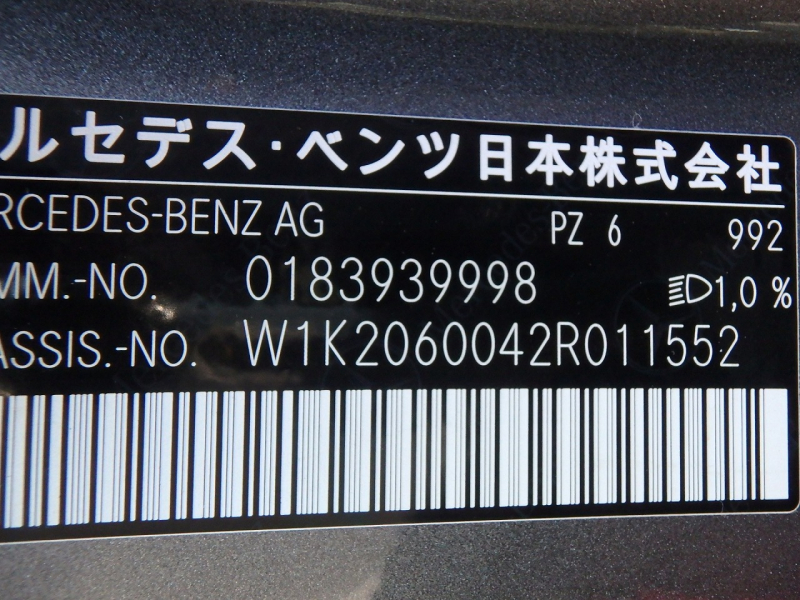 ルセデス・ベンツ日本株式会社
RCEDES-BENZ AG PZ 6 992
MM.-NO. 0183939998 1,0 %
ASSIS.-NO. W1K2060042R011552